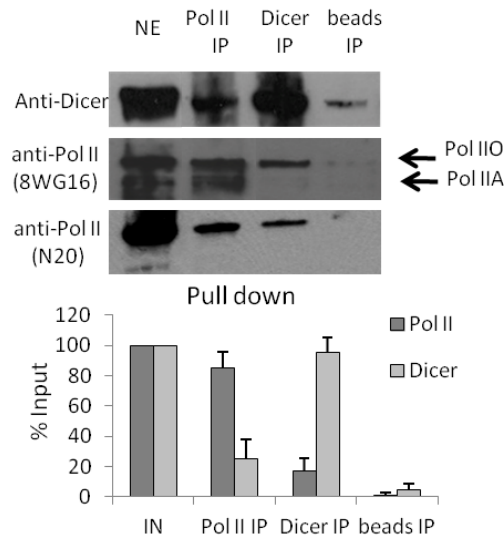 NE
Pol II IP
Dicer IP
beads IP
Anti-Dicer
anti-Pol II
(8WG16)
Pol IIO
Pol IIA
anti-Pol II
(N20)
Pull down
% Input
120
100
80
60
40
20
0
Pol II
Dicer
IN
Pol II IP
Dicer IP
beads IP